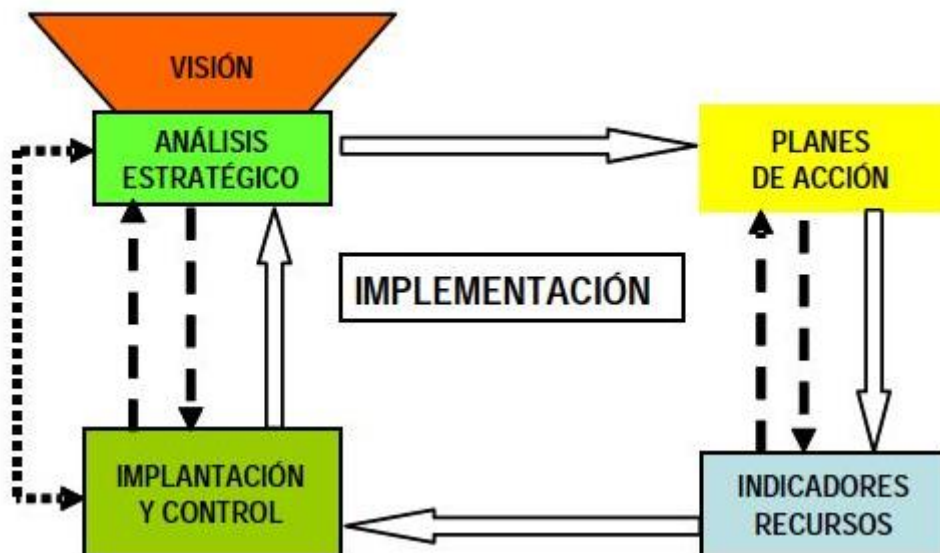 VISIÓN
ANÁLISIS
ESTRATÉGICO
PLANES
DE ACCIÓN
IMPLEMENTACIÓN
IMPLANTACIÓN
Y CONTROL
INDICADORES
RECURSOS